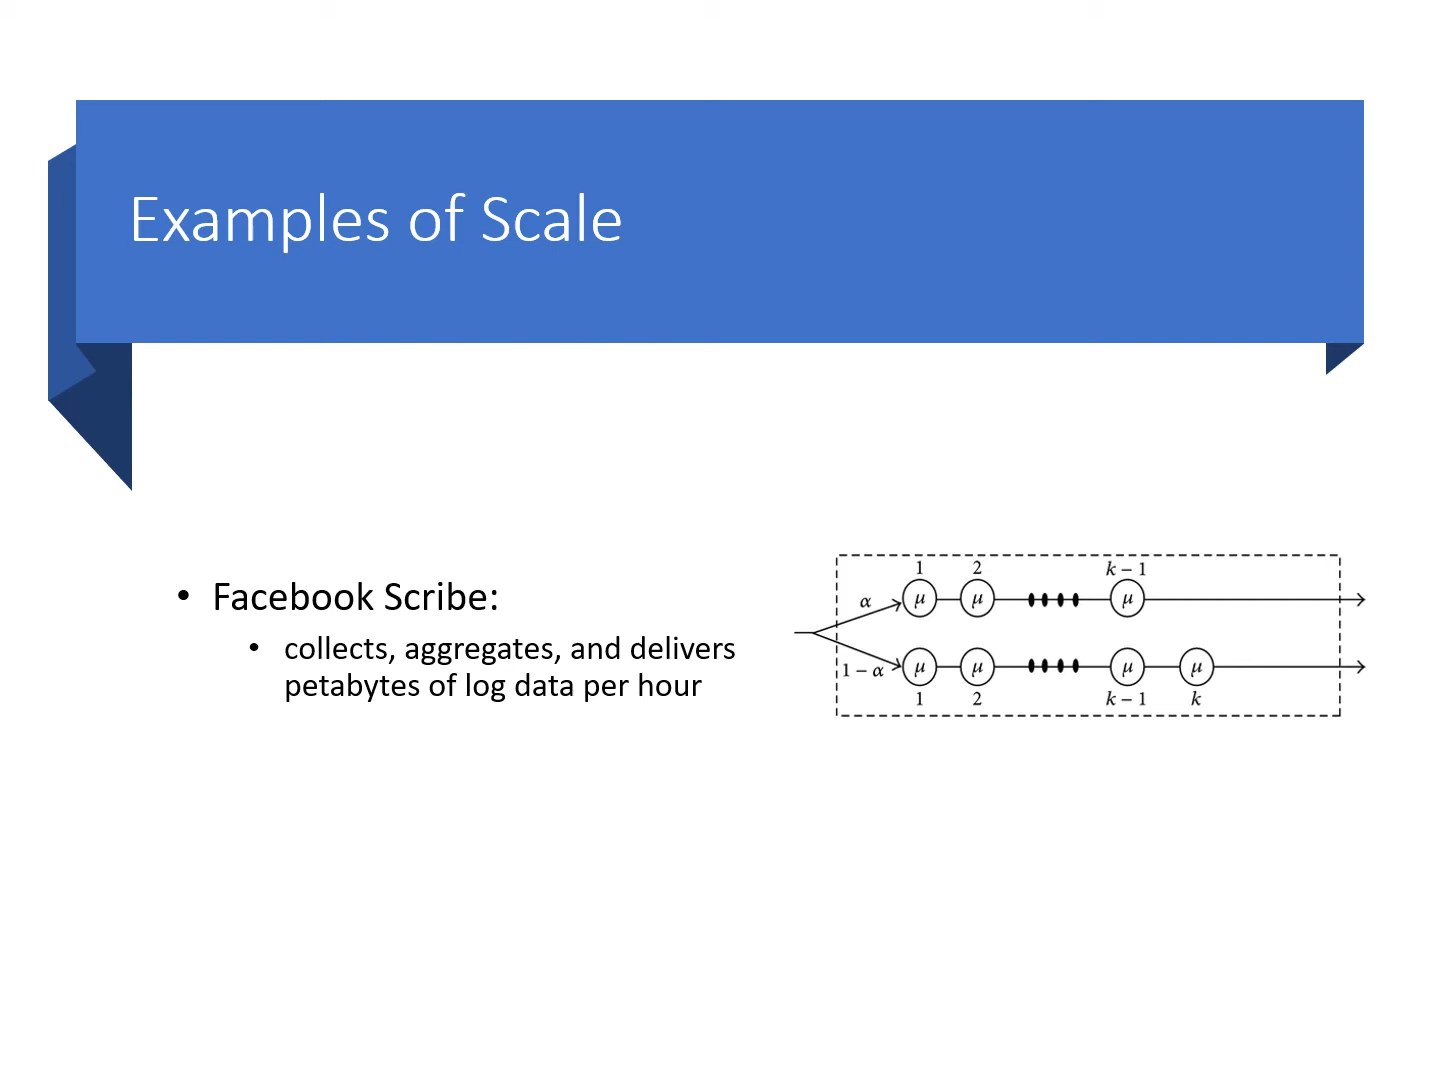 Examples of Scale
• Facebook Scribe:
• collects, aggregates, and delivers
petabytes of log data per hour
1 2 k − 1
α μ μ μ
1 − α μ μ μ μ
1 2 k − 1 k